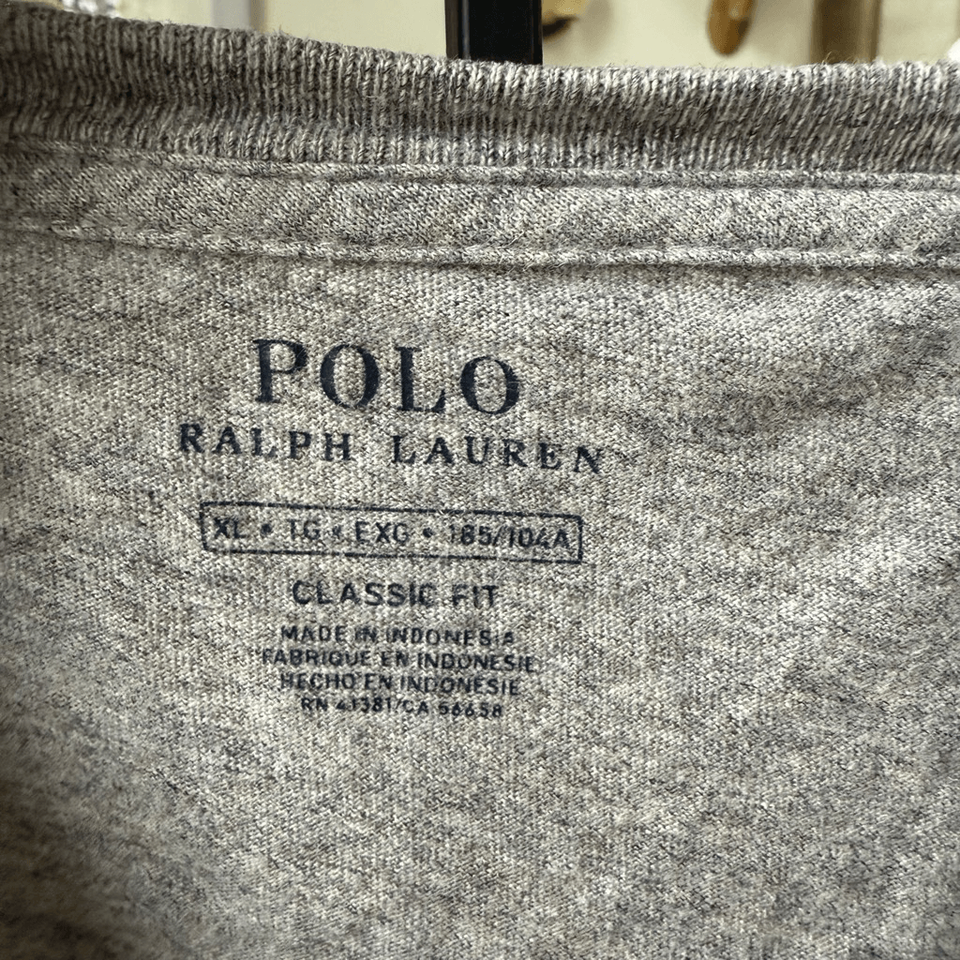 POLO
RALPH LAUREN
XL • TG • EXG • 185/104A
CLASSIC FIT
MADE IN INDONESIA
FABRIQUE EN INDONESIE
HECHO EN INDONESIE
RN 41381/CA 56658